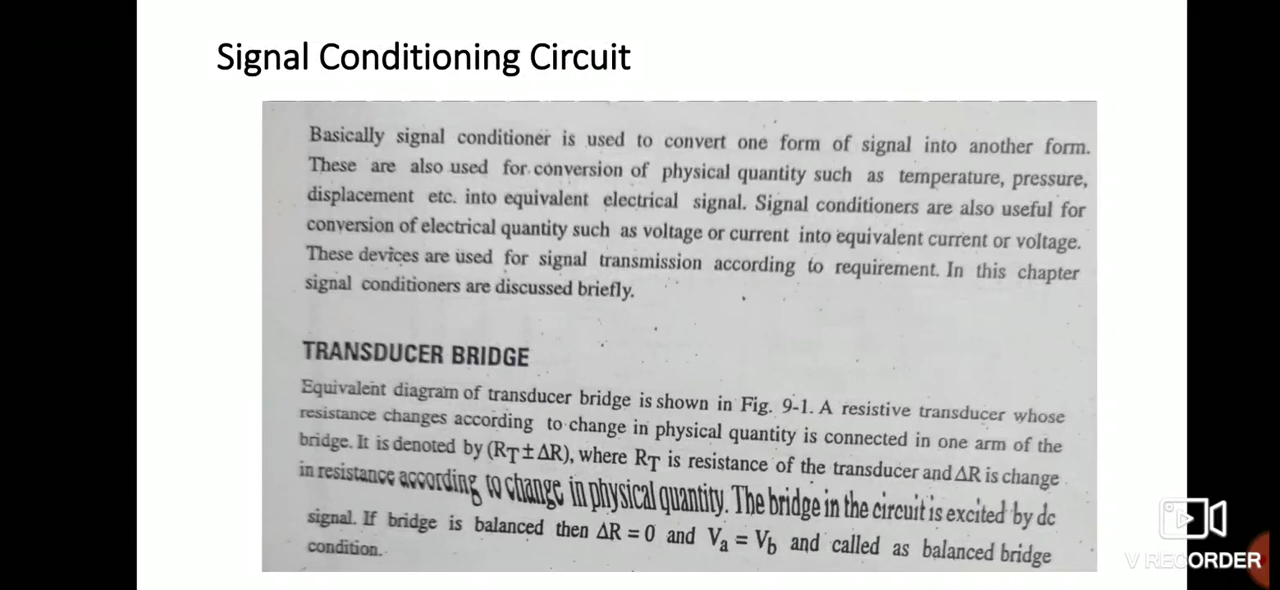 Signal Conditioning Circuit
Basically signal conditioner is used to convert one form of signal into another form.
These are also used for conversion of physical quantity such as temperature, pressure,
displacement etc. into equivalent electrical signal. Signal conditioners are also useful for
conversion of electrical quantity such as voltage or current into equivalent current or voltage.
These devices are used for signal transmission according to requirement. In this chapter
signal conditioners are discussed briefly.
TRANSDUCER BRIDGE
Equivalent diagram of transducer bridge is shown in Fig. 9-1. A resistive transducer whose
resistance changes according to change in physical quantity is connected in one arm of the
bridge. It is denoted by (RT ± ΔR), where RT is resistance of the transducer and ΔR is change
in resistance according to change in physical quantity. The bridge in the circuit is excited by dc
signal. If bridge is balanced then ΔR = 0 and Va = Vb and called as balanced bridge
condition.
V RECORDER